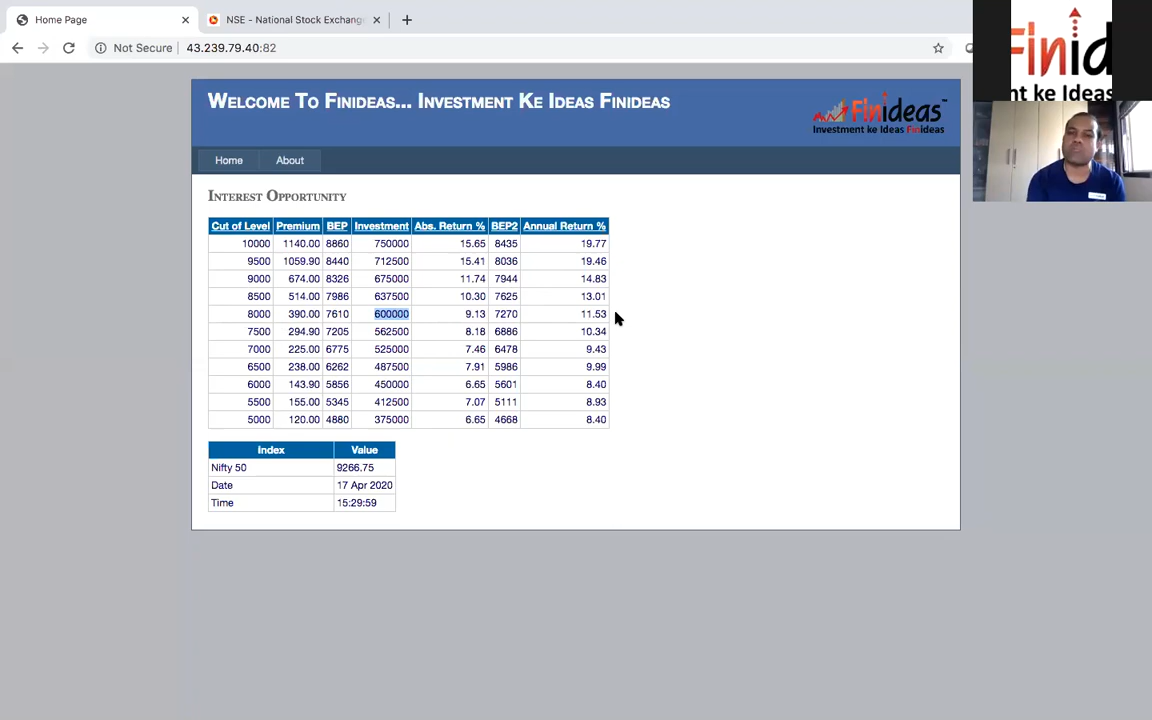 Home Page
NSE - National Stock Exchang
Not Secure 43.239.79.40:82
WELCOME TO FINIDEAS... INVESTMENT KE IDEAS FINIDEAS
Finideas™
Investment ke Ideas Finideas
Home About
INTEREST OPPORTUNITY
Cut of Level Premium BEP Investment Abs. Return % BEP2 Annual Return %
10000 1140.00 8860 750000 15.65 8435 19.77
9500 1059.90 8440 712500 15.41 8036 19.46
9000 674.00 8326 675000 11.74 7944 14.83
8500 514.00 7986 637500 10.30 7625 13.01
8000 390.00 7610 600000 9.13 7270 11.53
7500 294.90 7205 562500 8.18 6886 10.34
7000 225.00 6775 525000 7.46 6478 9.43
6500 238.00 6262 487500 7.91 5986 9.99
6000 143.90 5856 450000 6.65 5601 8.40
5500 155.00 5345 412500 7.07 5111 8.93
5000 120.00 4880 375000 6.65 4668 8.40
Index Value
Nifty 50 9266.75
Date 17 Apr 2020
Time 15:29:59
Finid
nt ke Ideas